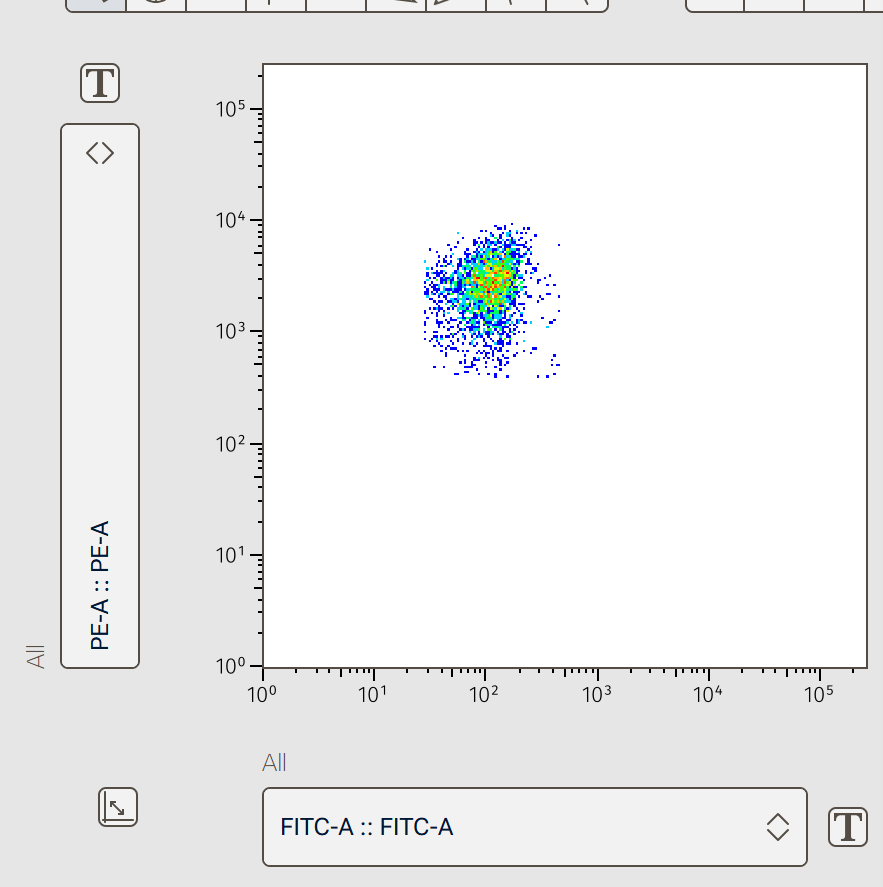 T
10⁵
10⁴
10³
10²
10¹
10⁰
PE-A :: PE-A
All
10⁰ 10¹ 10² 10³ 10⁴ 10⁵
All
FITC-A :: FITC-A
T